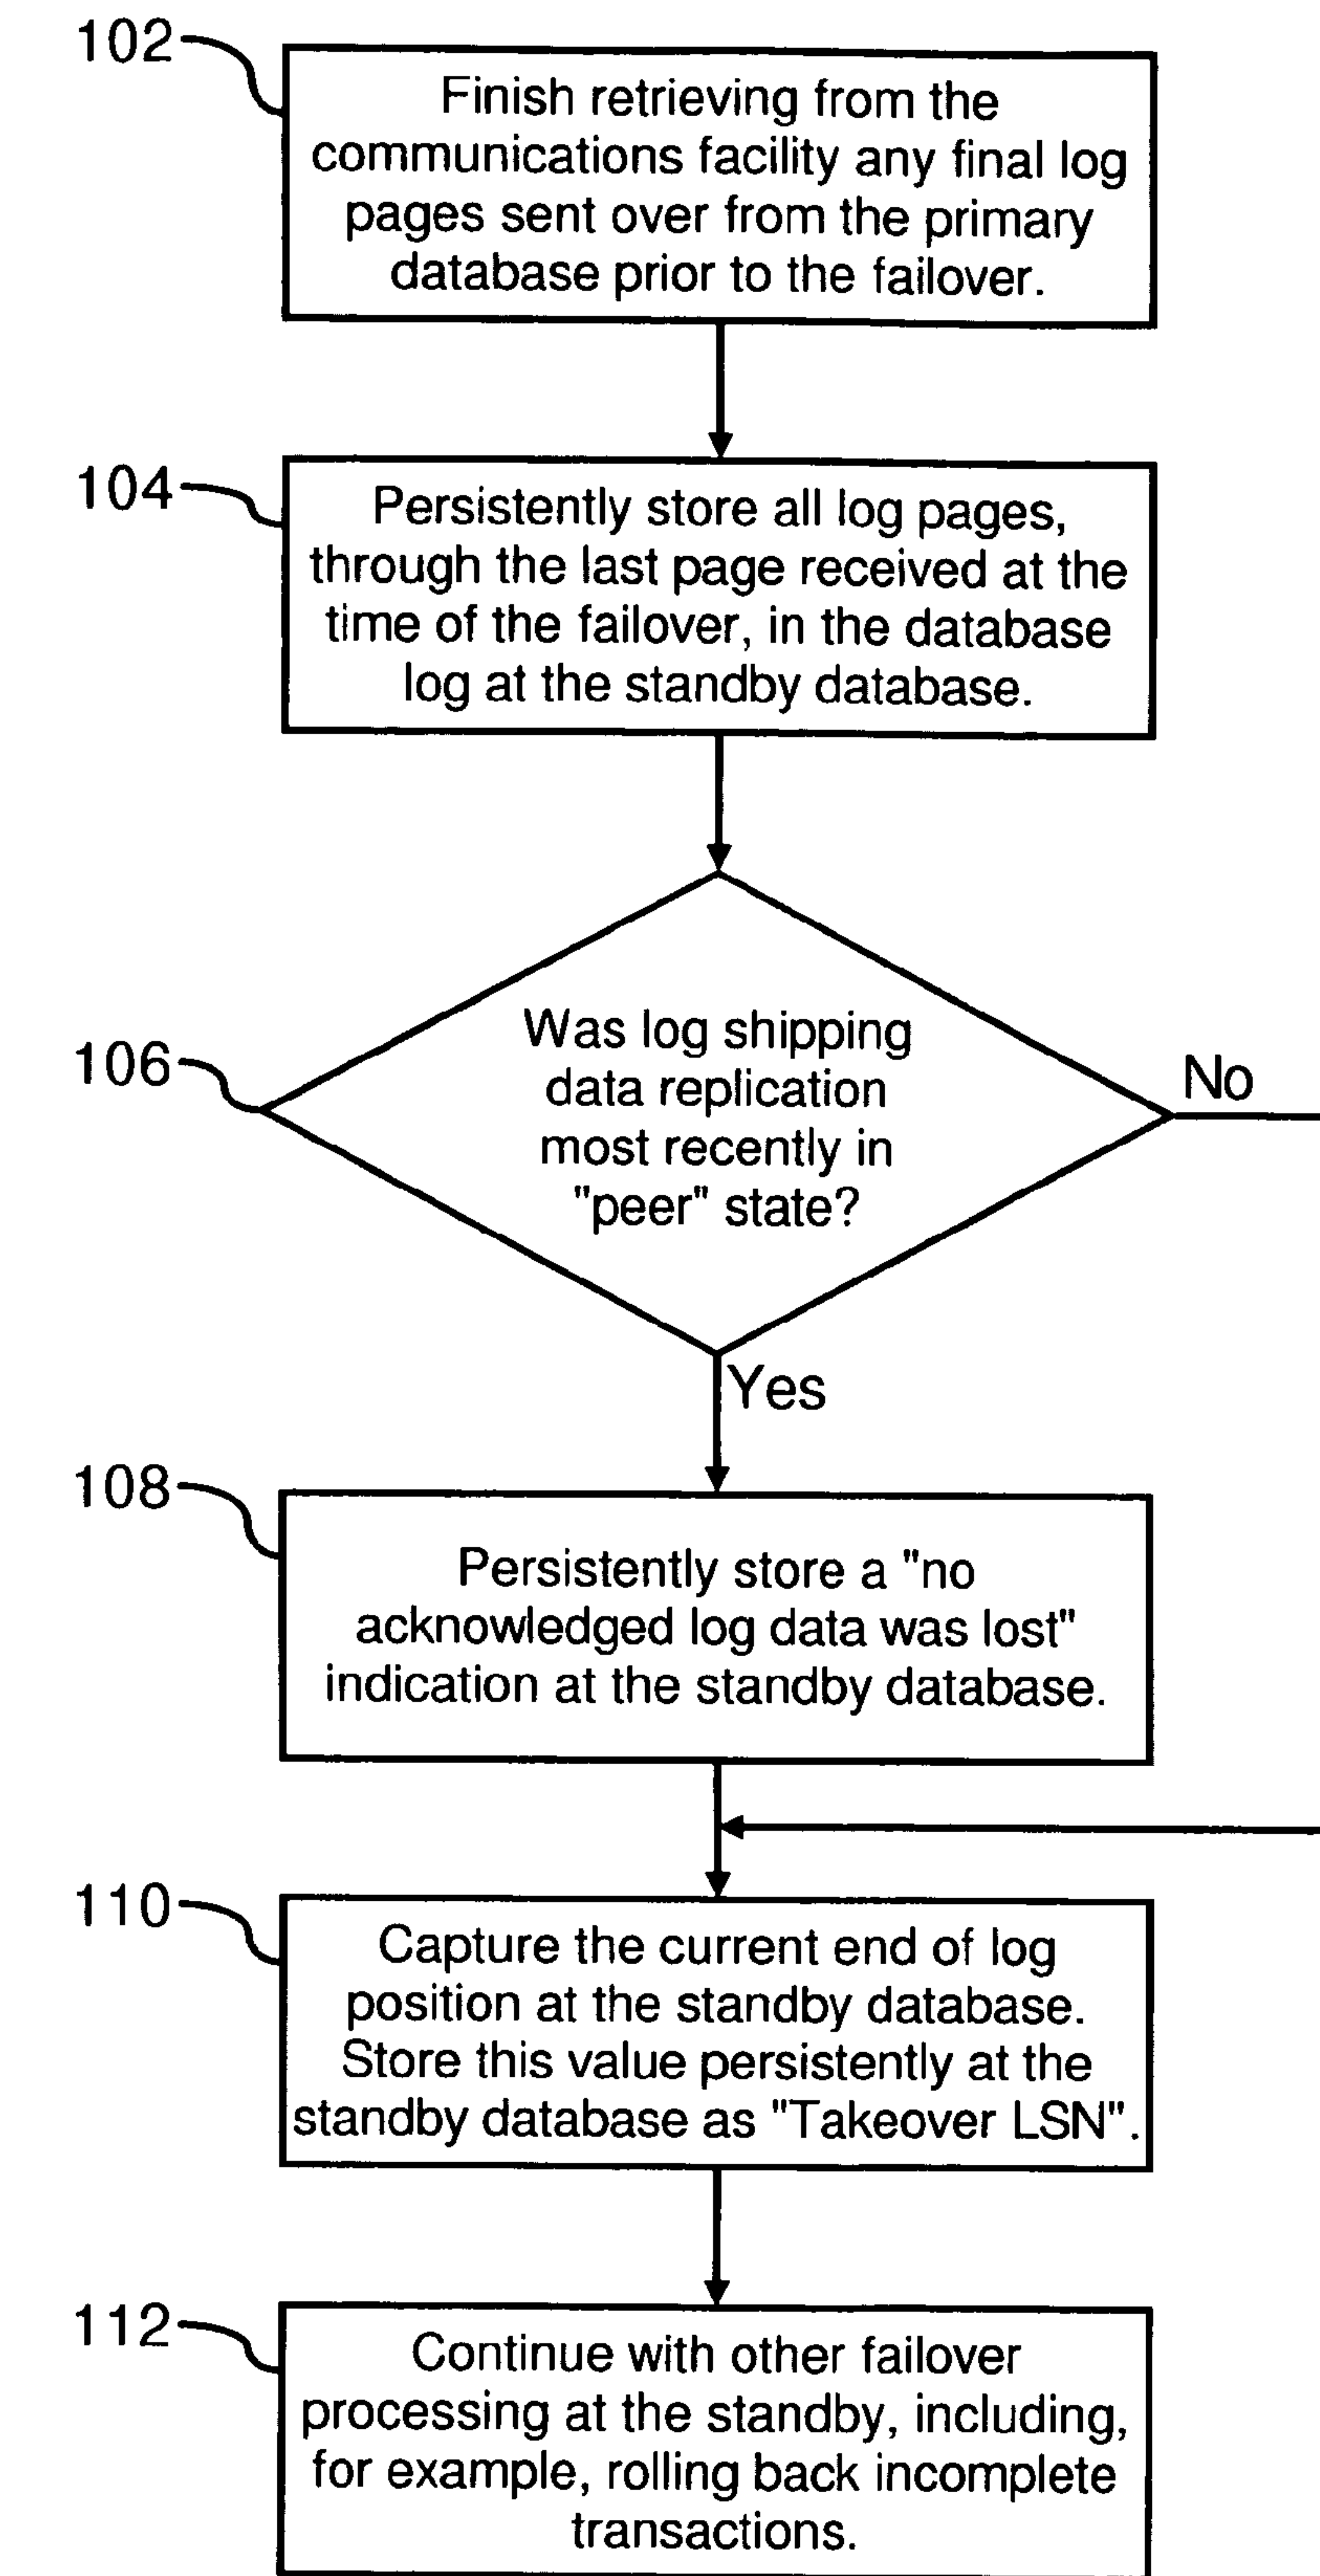 102
Finish retrieving from the
communications facility any final log
pages sent over from the primary
database prior to the failover.
104
Persistently store all log pages,
through the last page received at the
time of the failover, in the database
log at the standby database.
106
Was log shipping
data replication
most recently in
"peer" state?
No
Yes
108
Persistently store a "no
acknowledged log data was lost"
indication at the standby database.
110
Capture the current end of log
position at the standby database.
Store this value persistently at the
standby database as "Takeover LSN".
112
Continue with other failover
processing at the standby, including,
for example, rolling back incomplete
transactions.